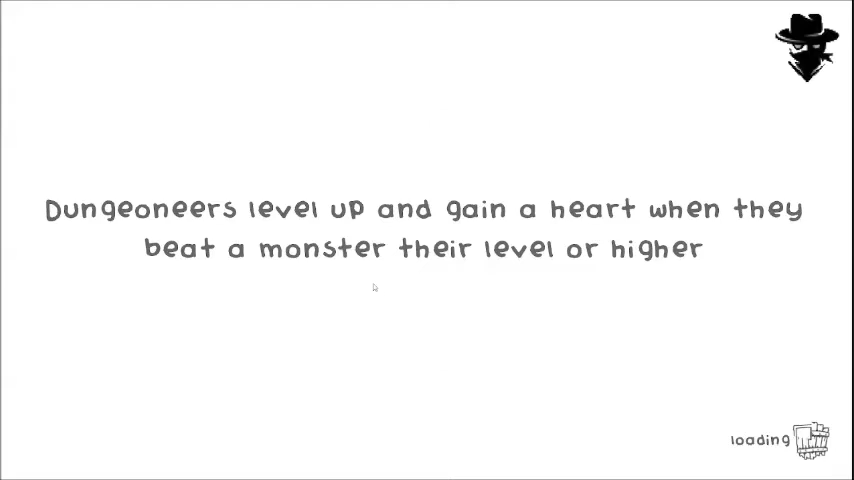 Dungeoneers level up and gain a heart when they
beat a monster their level or higher
loading